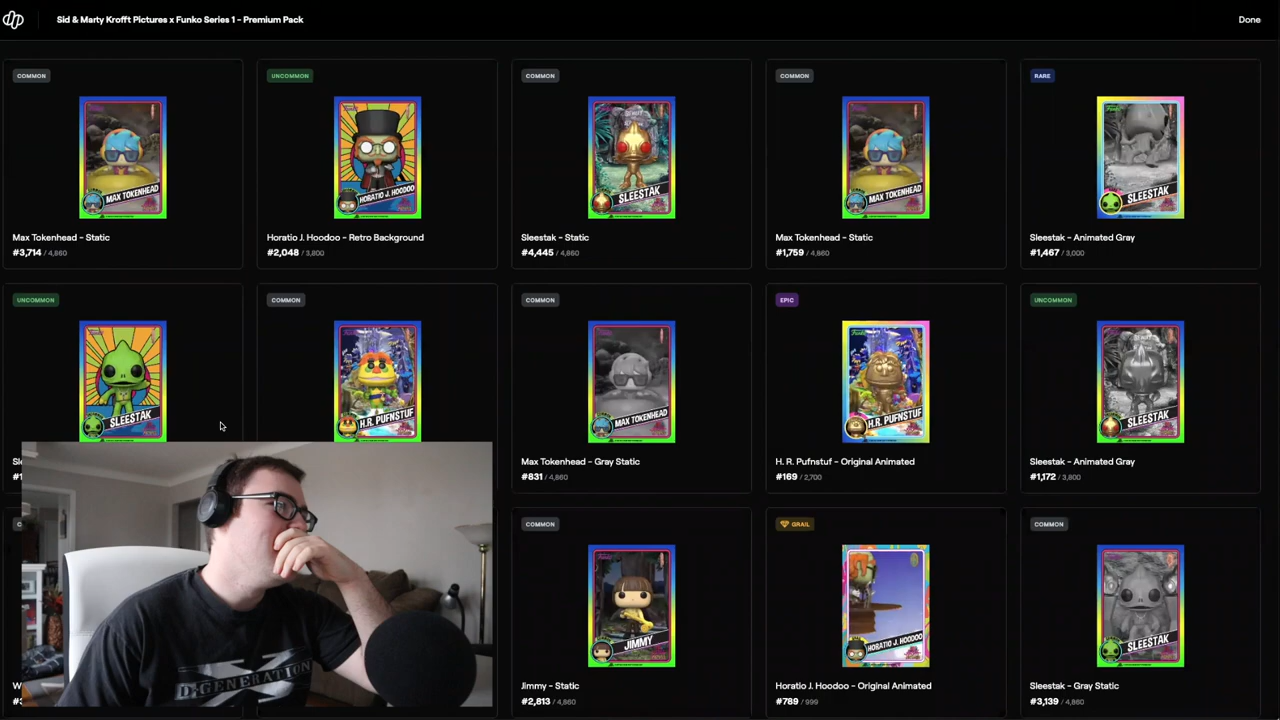 Sid & Marty Krofft Pictures x Funko Series 1 - Premium Pack
Done
COMMON
UNCOMMON
COMMON
COMMON
RARE
MAX TOKENHEAD
HORATIO J. HOODOO
SLEESTAK
MAX TOKENHEAD
SLEESTAK
Max Tokenhead - Static
Horatio J. Hoodoo - Retro Background
Sleestak - Static
Max Tokenhead - Static
Sleestak - Animated Gray
#3,714 / 4,860
#2,048 / 3,800
#4,445 / 4,860
#1,759 / 4,860
#1,467 / 3,000
UNCOMMON
COMMON
COMMON
EPIC
UNCOMMON
SLEESTAK
H.R. PUFNSTUF
MAX TOKENHEAD
H.R. PUFNSTUF
SLEESTAK
Max Tokenhead - Gray Static
H. R. Pufnstuf - Original Animated
Sleestak - Animated Gray
#831 / 4,860
#169 / 2,700
#1,172 / 3,800
COMMON
GRAIL
COMMON
JIMMY
HORATIO J. HOODOO
SLEESTAK
Jimmy - Static
Horatio J. Hoodoo - Original Animated
Sleestak - Gray Static
#2,813 / 4,860
#789 / 999
#3,139 / 4,860
D-GENERATION